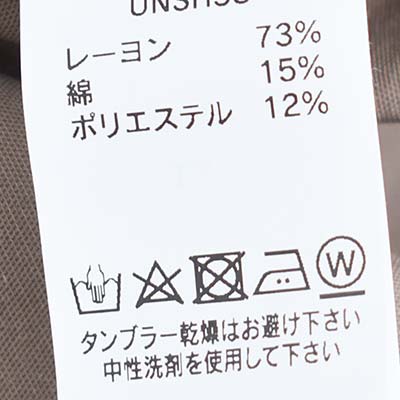 レーヨン 73%
綿 15%
ポリエステル 12%
W
タンブラー乾燥はお避け下さい
中性洗剤を使用して下さい